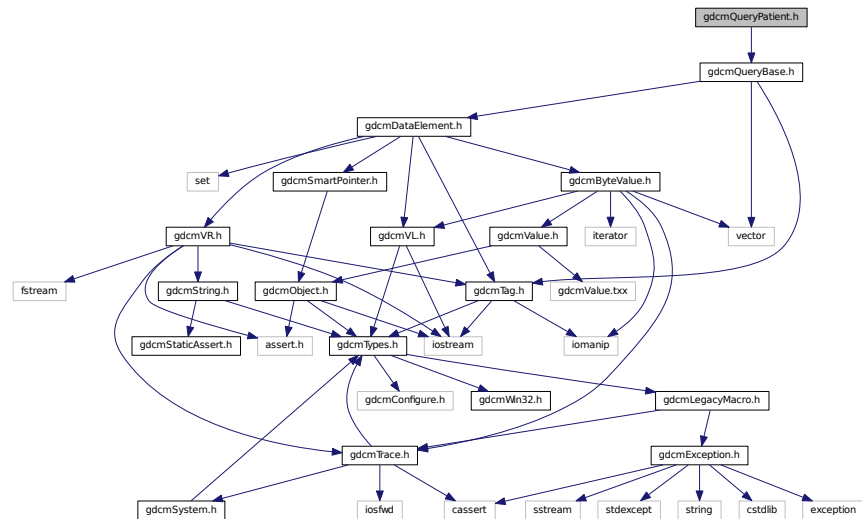 gdcmQueryPatient.h
gdcmQueryBase.h
gdcmDataElement.h
set
gdcmSmartPointer.h
gdcmByteValue.h
gdcmVR.h
gdcmVL.h
gdcmValue.h
iterator
vector
fstream
gdcmString.h
gdcmObject.h
gdcmTag.h
gdcmValue.txx
gdcmStaticAssert.h
assert.h
gdcmTypes.h
iostream
iomanip
gdcmConfigure.h
gdcmWin32.h
gdcmLegacyMacro.h
gdcmTrace.h
gdcmException.h
gdcmSystem.h
iosfwd
cassert
sstream
stdexcept
string
cstdlib
exception